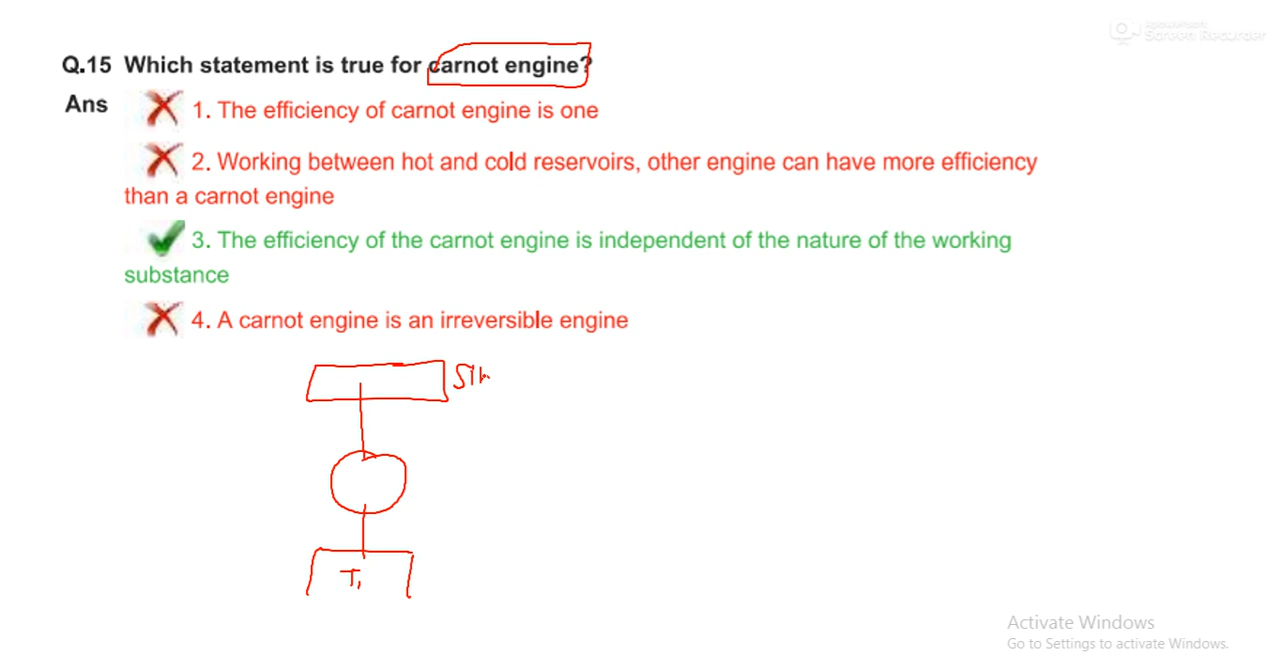 Screen Recorder
Q.15 Which statement is true for carnot engine?
Ans 1. The efficiency of carnot engine is one
2. Working between hot and cold reservoirs, other engine can have more efficiency
than a carnot engine
3. The efficiency of the carnot engine is independent of the nature of the working
substance
4. A carnot engine is an irreversible engine
T₁
Activate Windows
Go to Settings to activate Windows.